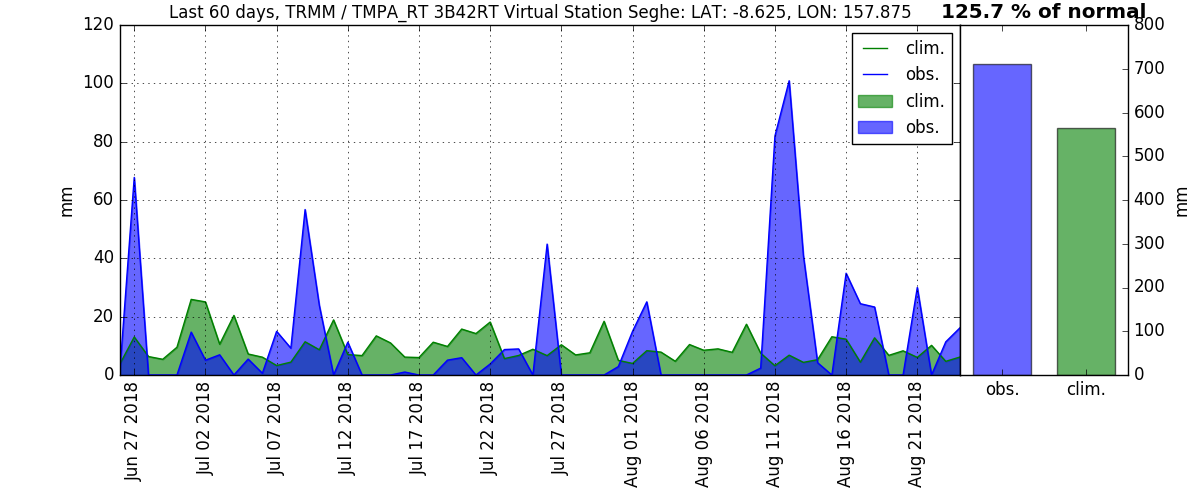 Last 60 days, TRMM / TMPA_RT 3B42RT Virtual Station Seghe: LAT: -8.625, LON: 157.875
125.7 % of normal
120
100
80
60
40
20
0
mm
clim.
obs.
clim.
obs.
Jun 27 2018
Jul 02 2018
Jul 07 2018
Jul 12 2018
Jul 17 2018
Jul 22 2018
Jul 27 2018
Aug 01 2018
Aug 06 2018
Aug 11 2018
Aug 16 2018
Aug 21 2018
800
700
600
500
400
300
200
100
0
mm
obs.
clim.